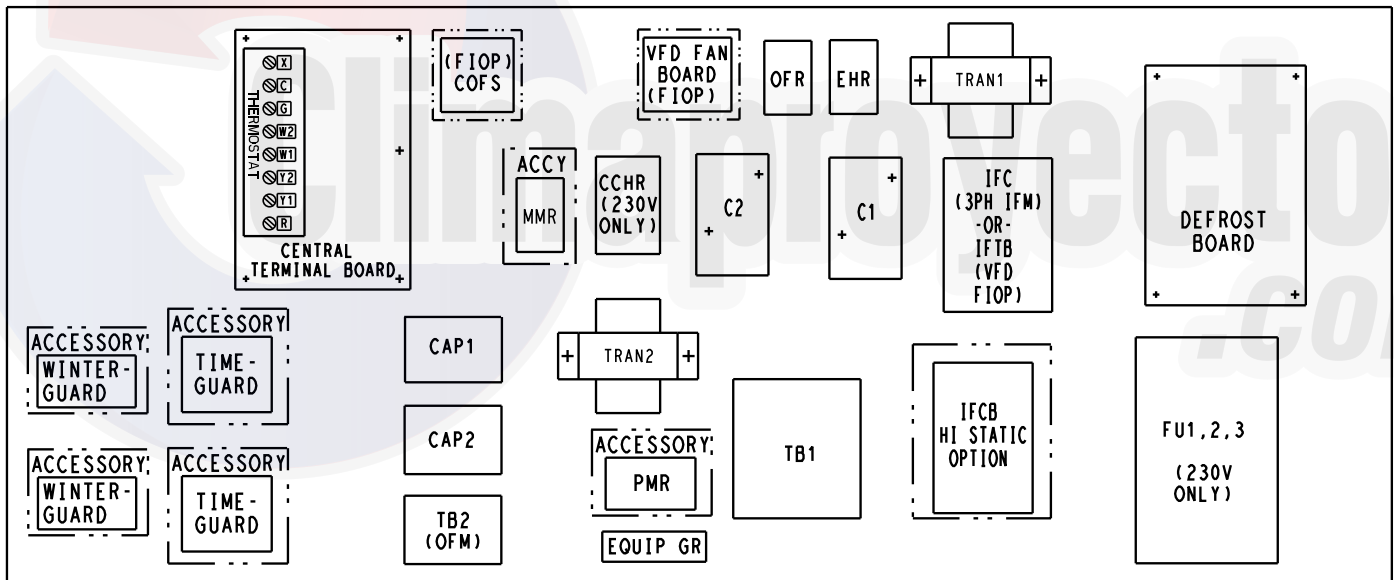 X
C
G
W2
W1
Y2
Y1
R
THERMOSTAT
CENTRAL
TERMINAL BOARD
(FIOP)
COFS
VFD FAN
BOARD
(FIOP)
OFR
EHR
TRAN1
ACCY
MMR
CCHR
(230V
ONLY)
C2
C1
IFC
(3PH IFM)
-OR-
IFTB
(VFD
FIOP)
DEFROST
BOARD
ACCESSORY
WINTER-
GUARD
ACCESSORY
TIME-
GUARD
CAP1
TRAN2
CAP2
ACCESSORY
PMR
TB1
IFCB
HI STATIC
OPTION
FU1,2,3
(230V
ONLY)
ACCESSORY
WINTER-
GUARD
ACCESSORY
TIME-
GUARD
TB2
(OFM)
EQUIP GR
Climaproyecto
.co